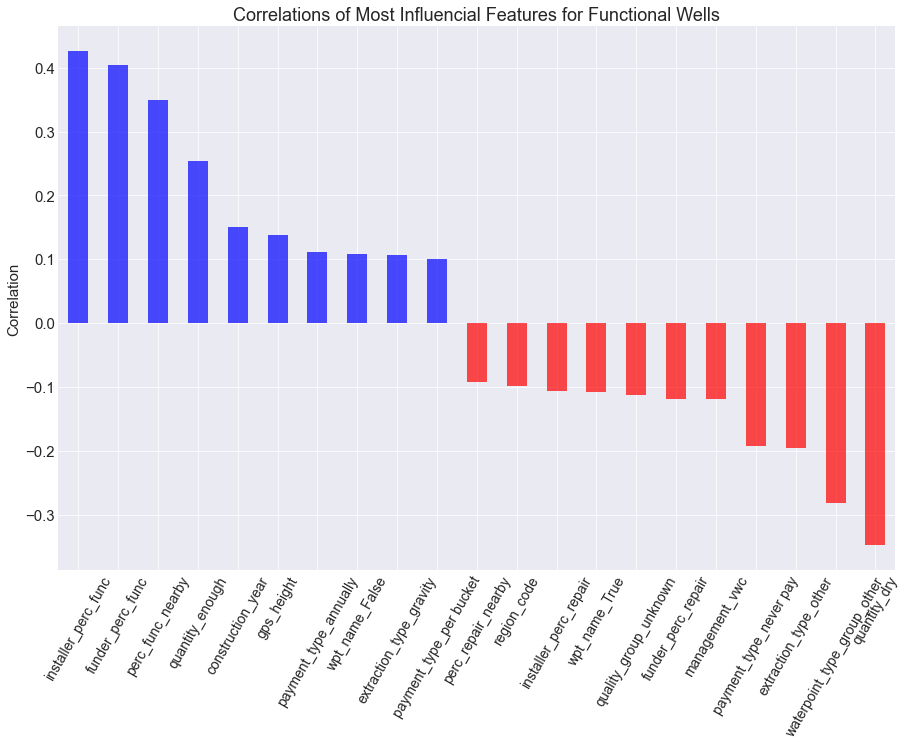 Correlations of Most Influencial Features for Functional Wells
Correlation
0.4
0.3
0.2
0.1
0.0
−0.1
−0.2
−0.3
installer_perc_func
funder_perc_func
perc_func_nearby
quantity_enough
construction_year
gps_height
payment_type_annually
wpt_name_False
extraction_type_gravity
payment_type_per bucket
perc_repair_nearby
region_code
installer_perc_repair
wpt_name_True
quality_group_unknown
funder_perc_repair
management_vwc
payment_type_never pay
extraction_type_other
waterpoint_type_group_other
quantity_dry